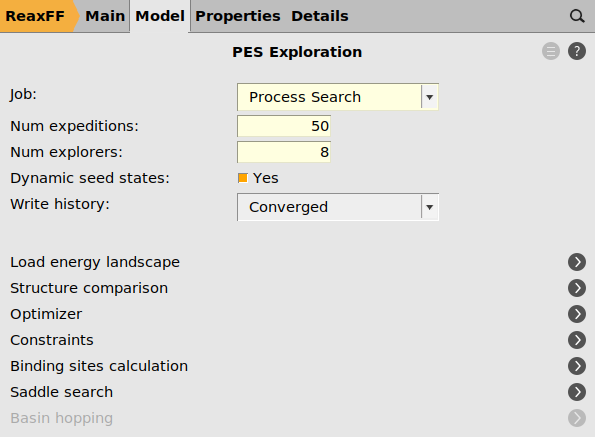 ReaxFF Main Model Properties Details
PES Exploration
?
Job: Process Search
Num expeditions: 50
Num explorers: 8
Dynamic seed states: Yes
Write history: Converged
Load energy landscape
Structure comparison
Optimizer
Constraints
Binding sites calculation
Saddle search
Basin hopping